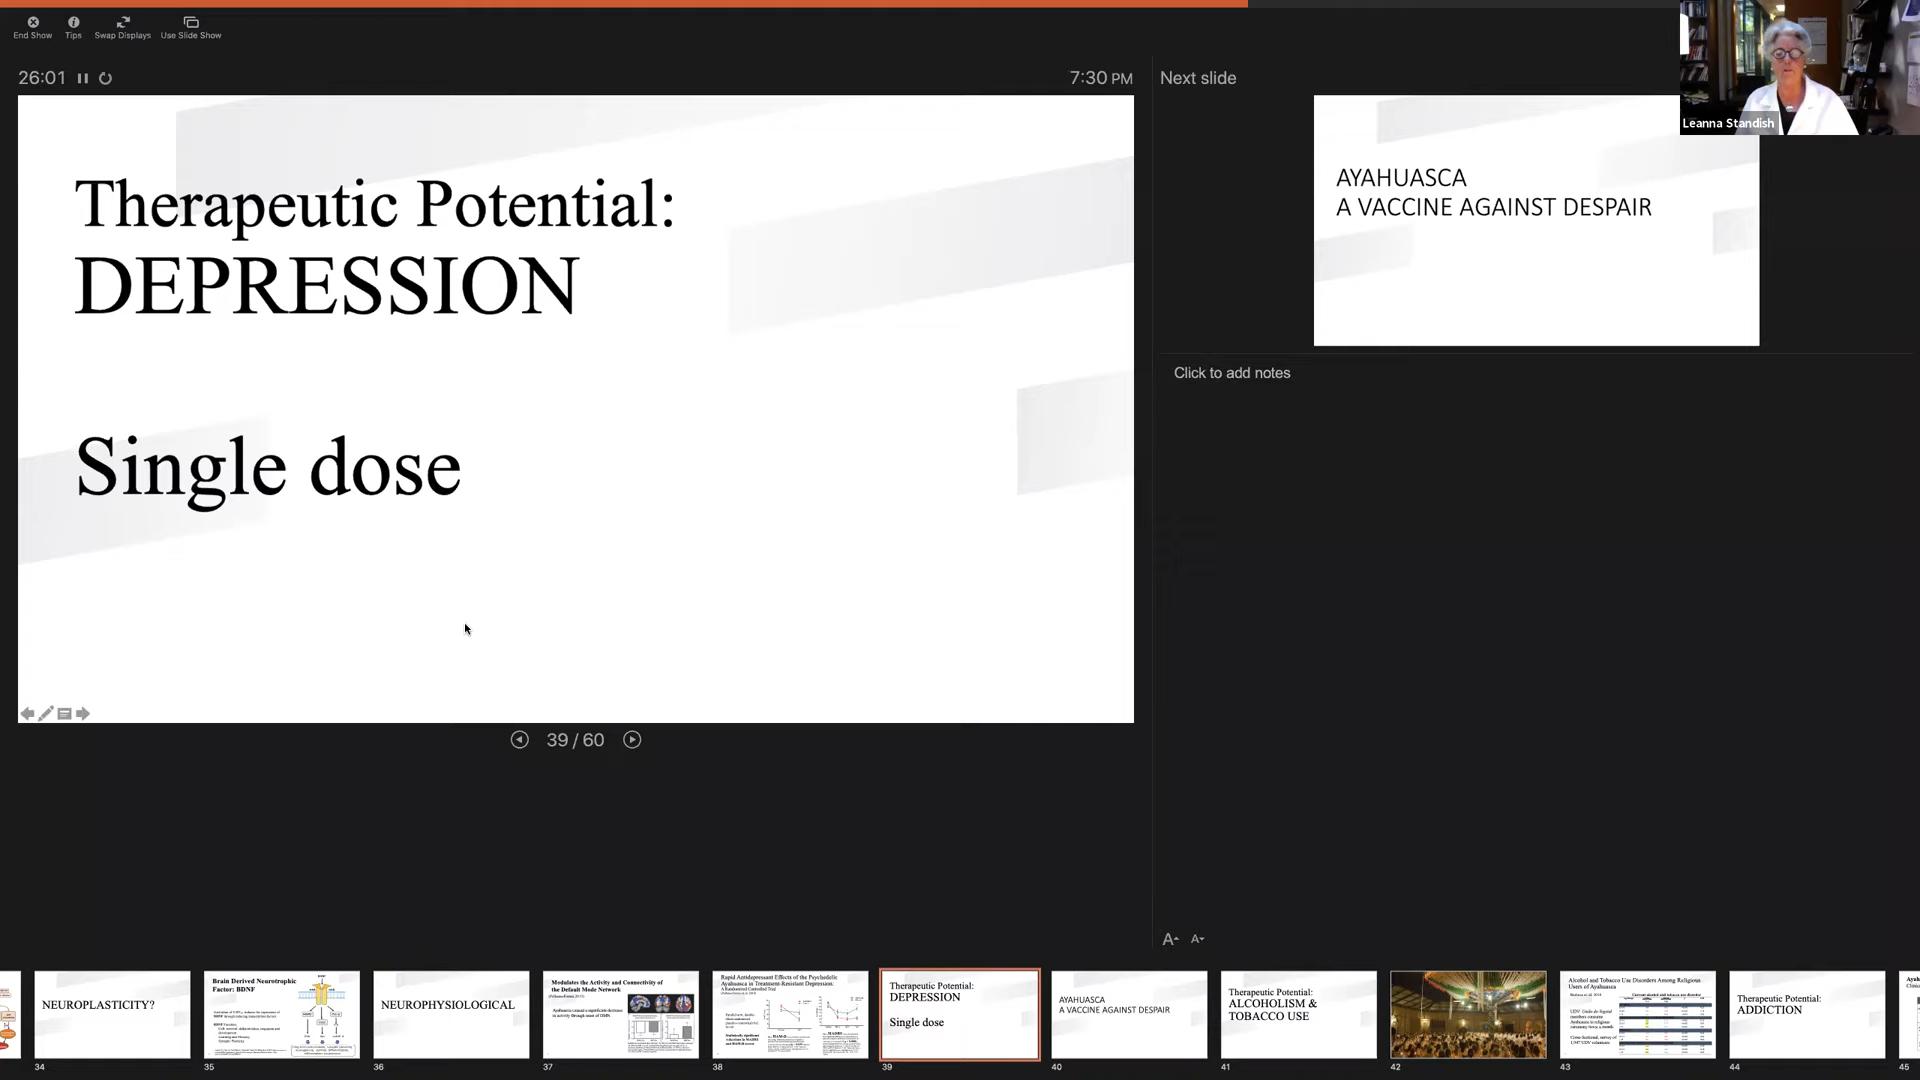 End Show
Tips
Swap Displays
Use Slide Show
26:01
7:30 PM
Next slide
Leanna Standish
Therapeutic Potential:
DEPRESSION
Single dose
AYAHUASCA
A VACCINE AGAINST DESPAIR
Click to add notes
39 / 60
NEUROPLASTICITY?
34
Brain Derived Neurotrophic
Factor: BDNF
35
NEUROPHYSIOLOGICAL
36
Modulates the Activity and Connectivity of
the Default Mode Network
37
Rapid Antidepressant Effects of the Psychedelic
Ayahuasca in Treatment-Resistant Depression:
A Randomized Controlled Trial
38
Therapeutic Potential:
DEPRESSION
Single dose
39
AYAHUASCA
A VACCINE AGAINST DESPAIR
40
Therapeutic Potential:
ALCOHOLISM &
TOBACCO USE
41
42
Alcohol and Tobacco Use Disorders Among Religious
Users of Ayahuasca
43
Therapeutic Potential:
ADDICTION
44
45